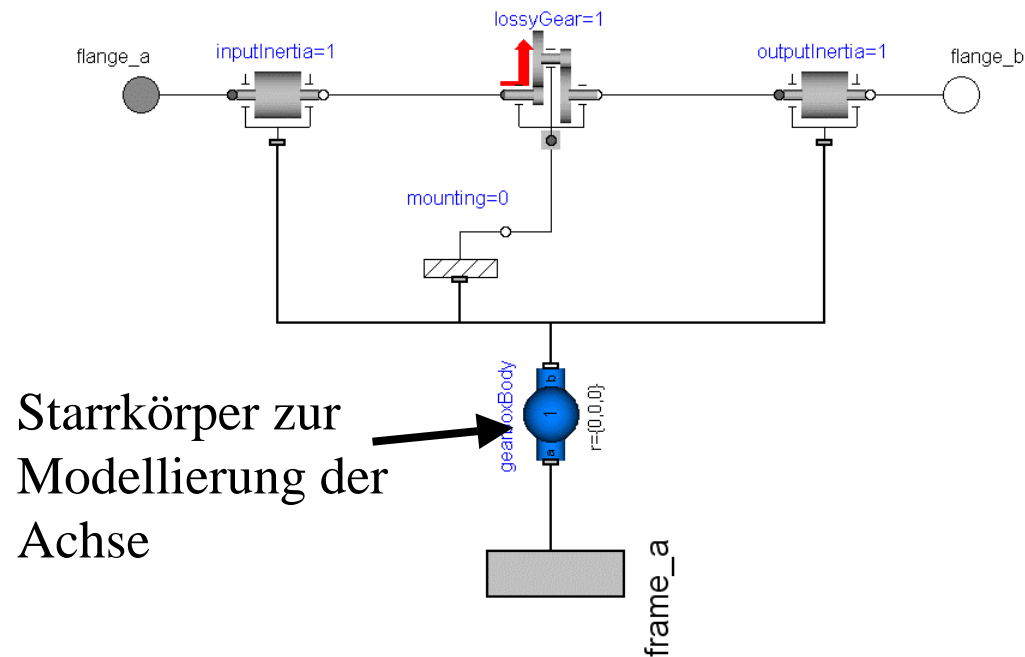 lossyGear=1
flange_a
inputInertia=1
outputInertia=1
flange_b
mounting=0
gearboxBody
b
1
a
r={0,0,0}
Starrkörper zur
Modellierung der
Achse
frame_a